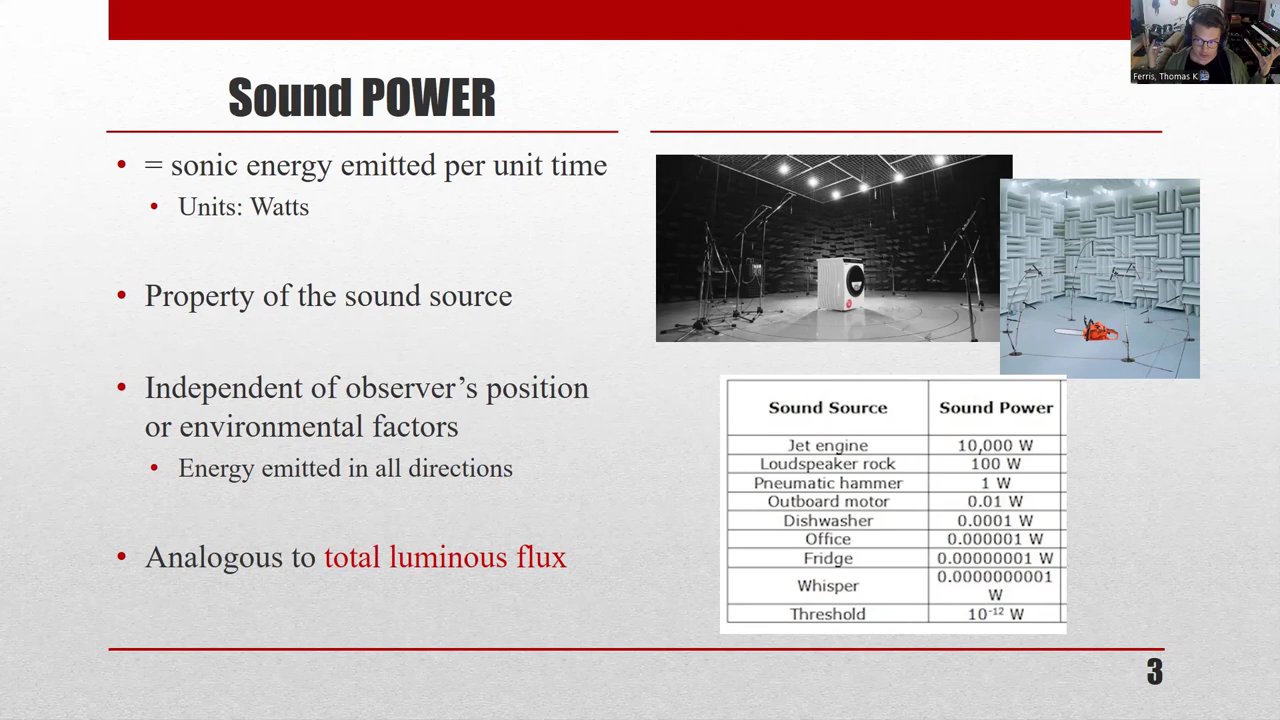 Sound POWER
• = sonic energy emitted per unit time
• Units: Watts
• Property of the sound source
• Independent of observer’s position
or environmental factors
• Energy emitted in all directions
• Analogous to total luminous flux
Ferris, Thomas K
Sound Source Sound Power
Jet engine 10,000 W
Loudspeaker rock 100 W
Pneumatic hammer 1 W
Outboard motor 0.01 W
Dishwasher 0.0001 W
Office 0.000001 W
Fridge 0.00000001 W
Whisper 0.0000000001
W
Threshold 10⁻¹² W
3